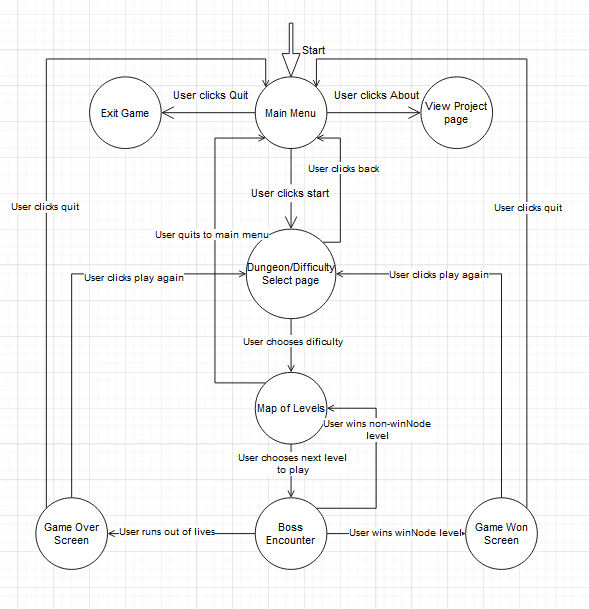 Start
User clicks Quit
User clicks About
Exit Game
Main Menu
View Project
page
User clicks back
User clicks start
User clicks quit
User clicks quit
User quits to main menu
Dungeon/Difficulty
Select page
User clicks play again
User clicks play again
User chooses dificulty
Map of Levels
User wins non-winNode
level
User chooses next level
to play
Game Over
Screen
User runs out of lives
Boss
Encounter
User wins winNode level
Game Won
Screen